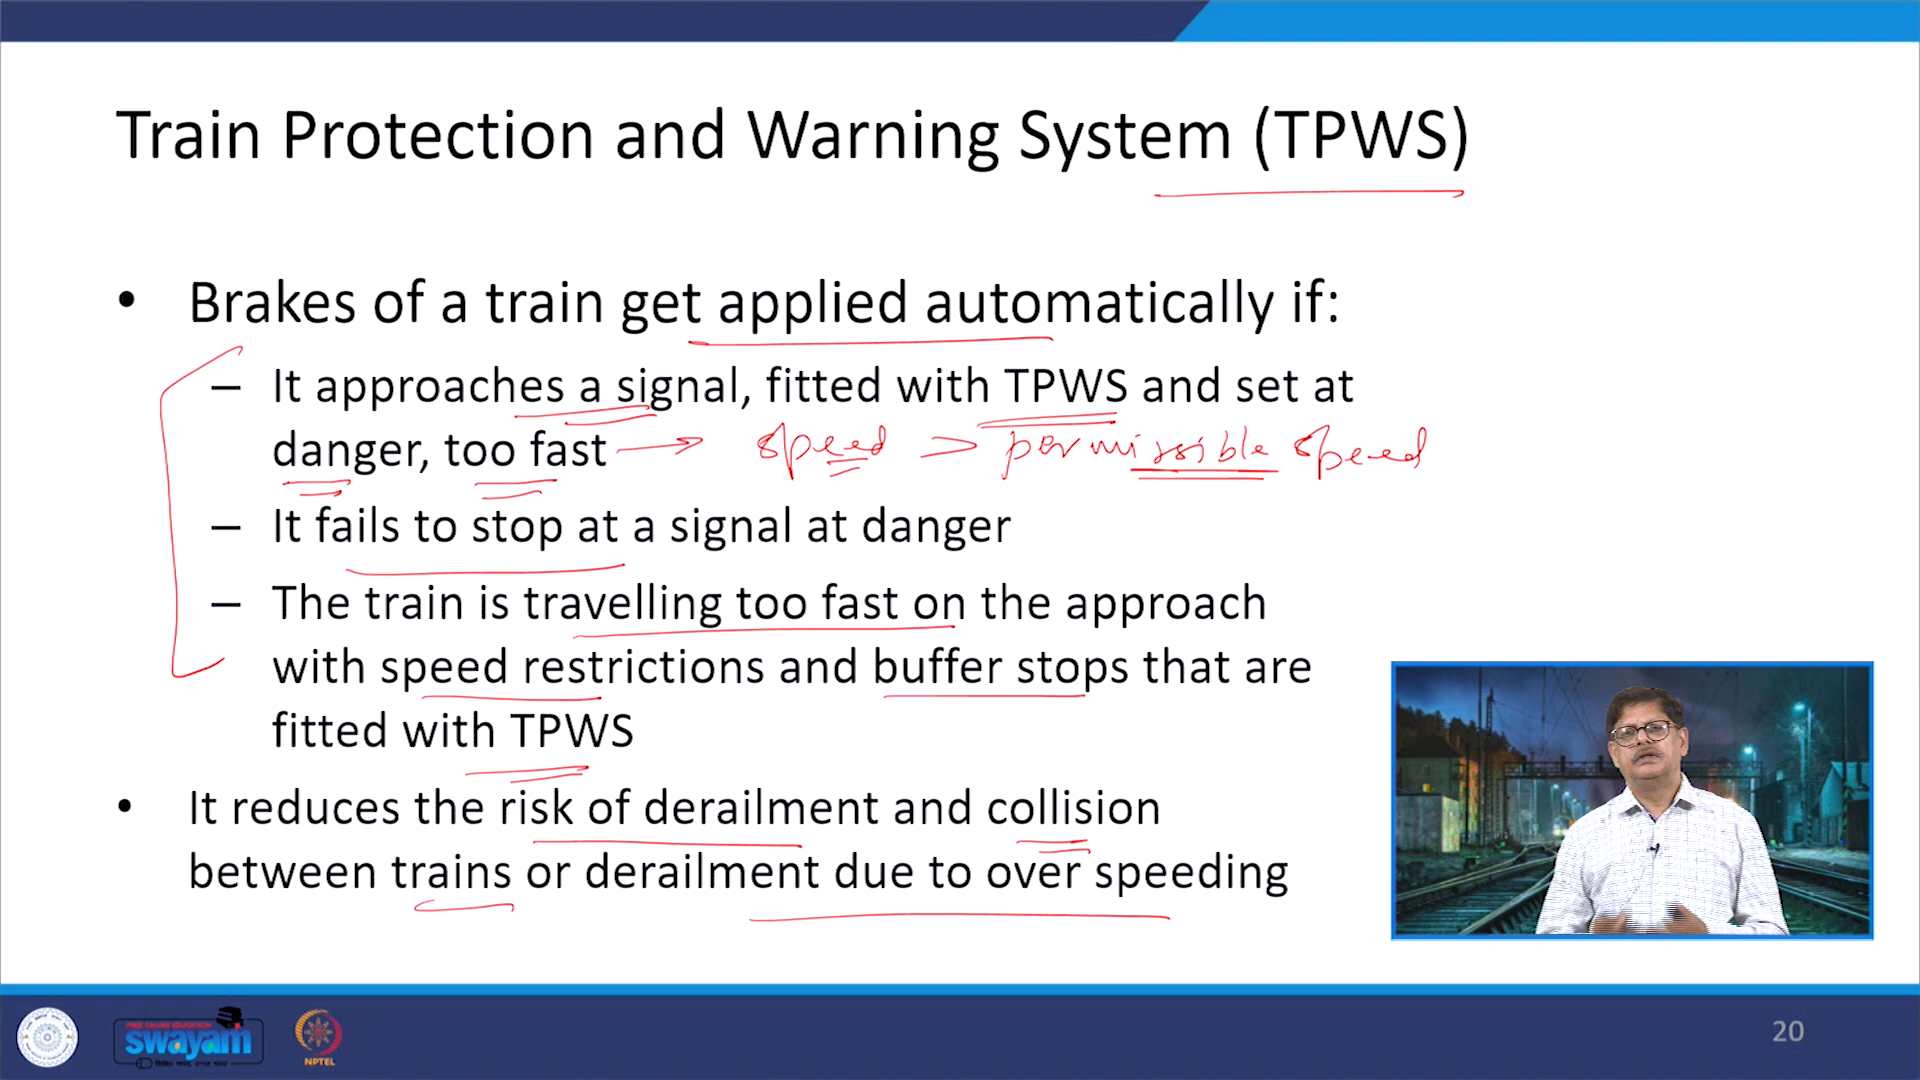 Train Protection and Warning System (TPWS)
• Brakes of a train get applied automatically if:
– It approaches a signal, fitted with TPWS and set at
danger, too fast → speed > permissible speed
– It fails to stop at a signal at danger
– The train is travelling too fast on the approach
with speed restrictions and buffer stops that are
fitted with TPWS
• It reduces the risk of derailment and collision
between trains or derailment due to over speeding
FREE ONLINE EDUCATION
swayam
NPTEL
20